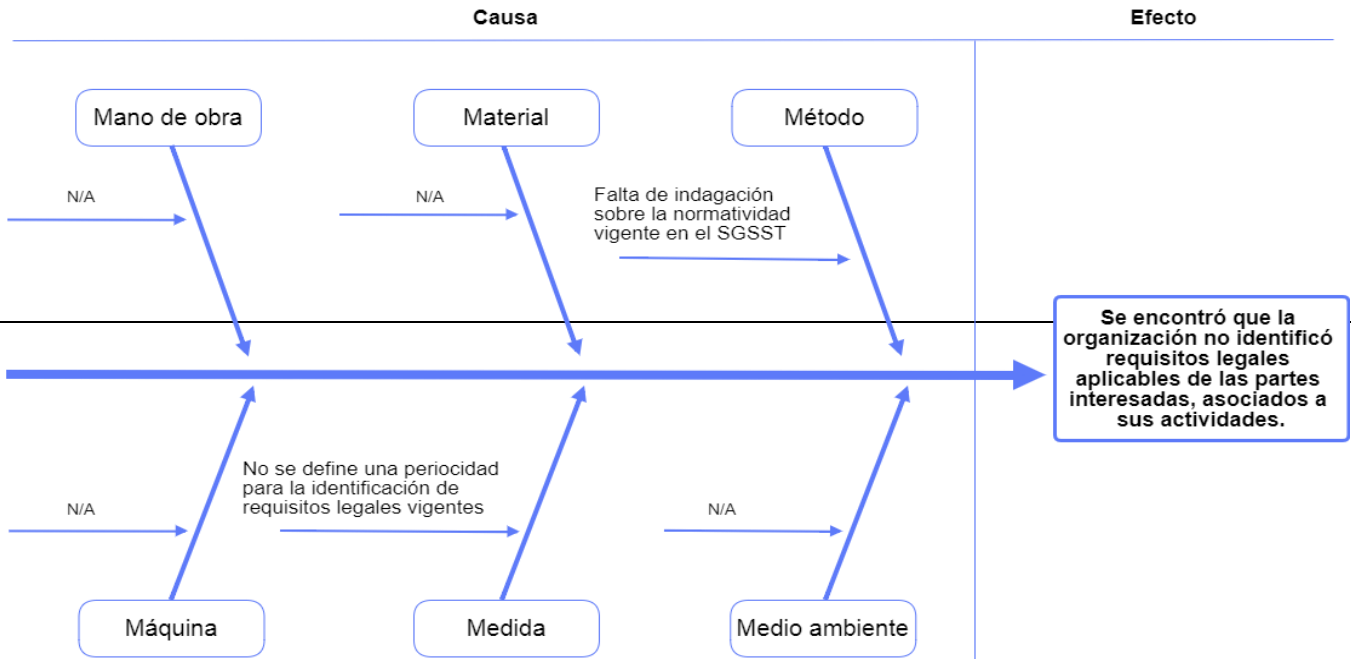 Causa
Efecto
Mano de obra
Material
Método
N/A
N/A
Falta de indagación
sobre la normatividad
vigente en el SGSST
Se encontró que la
organización no identificó
requisitos legales
aplicables de las partes
interesadas, asociados a
sus actividades.
N/A
No se define una periocidad
para la identificación de
requisitos legales vigentes
N/A
Máquina
Medida
Medio ambiente